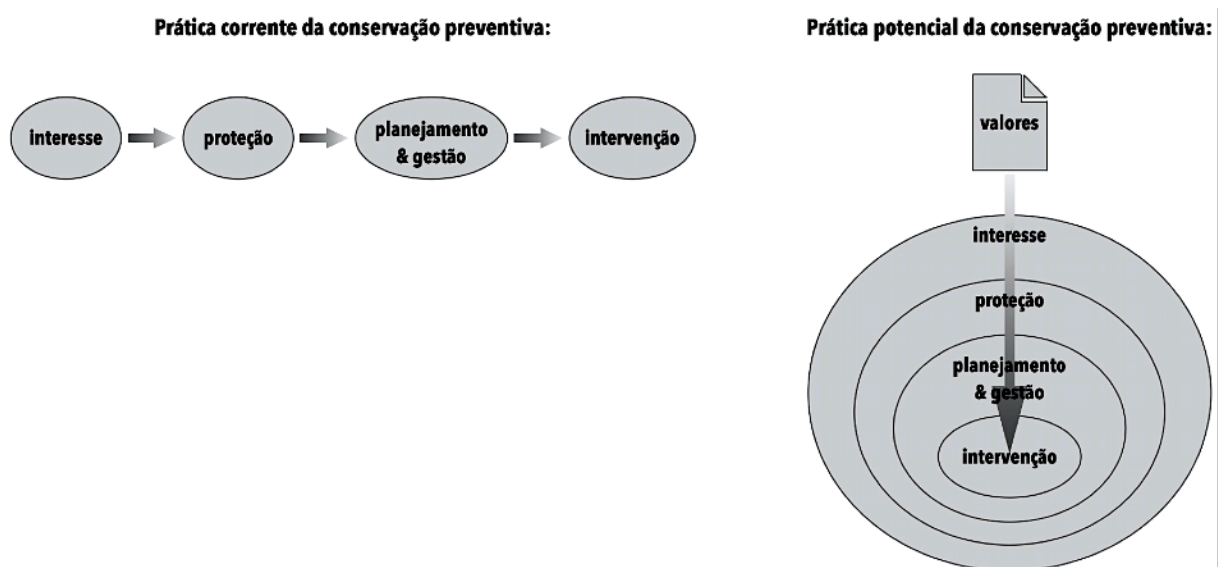 Prática corrente da conservação preventiva:
interesse
proteção
planejamento
& gestão
intervenção
Prática potencial da conservação preventiva:
valores
interesse
proteção
planejamento
& gestão
intervenção